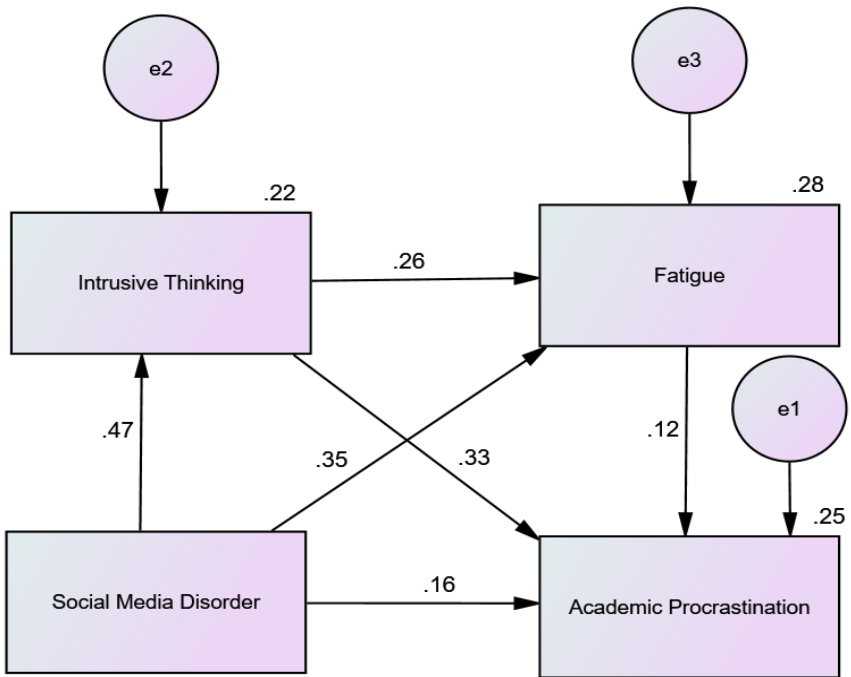 e2
e3
.22
.28
Intrusive Thinking
.26
Fatigue
e1
.47
.35
.33
.12
.25
Social Media Disorder
.16
Academic Procrastination